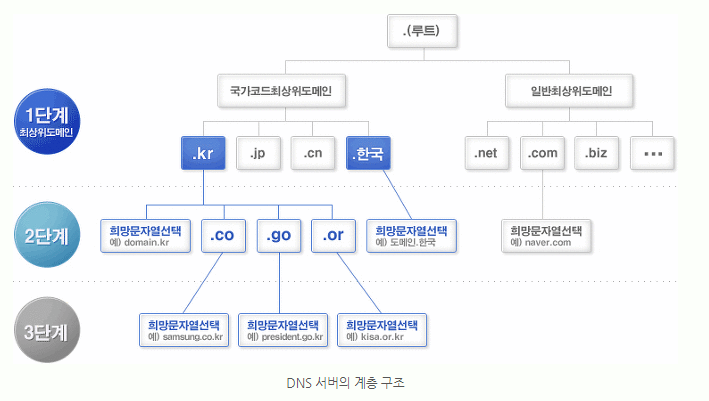 .(루트)
국가코드최상위도메인
일반최상위도메인
1단계
최상위도메인
.kr
.jp
.cn
.한국
.net
.com
.biz
...
2단계
희망문자열선택
예) domain.kr
.co
.go
.or
희망문자열선택
예) 도메인.한국
희망문자열선택
예) naver.com
3단계
희망문자열선택
예) samsung.co.kr
희망문자열선택
예) president.go.kr
희망문자열선택
예) kisa.or.kr
DNS 서버의 계층 구조